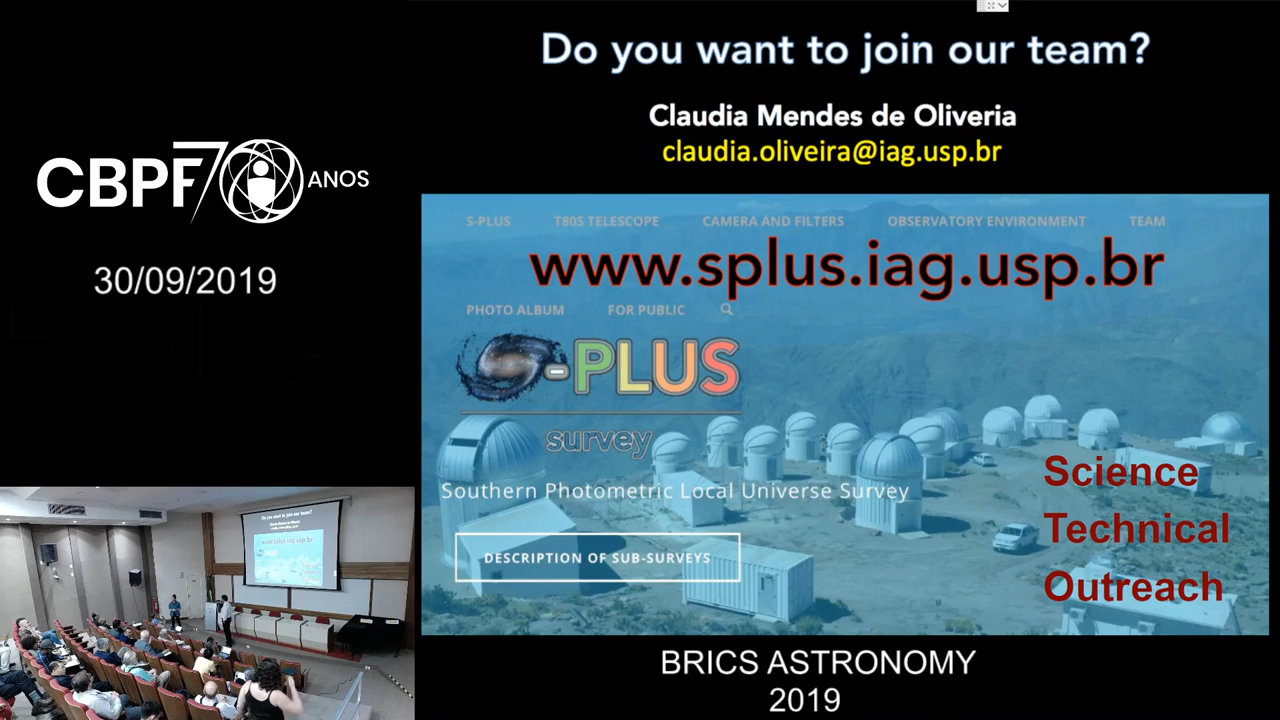 Do you want to join our team?
Claudia Mendes de Oliveria
claudia.oliveira@iag.usp.br
CBPF 70 ANOS
30/09/2019
S-PLUS T80S TELESCOPE CAMERA AND FILTERS OBSERVATORY ENVIRONMENT TEAM
www.splus.iag.usp.br
PHOTO ALBUM FOR PUBLIC
S-PLUS
survey
Southern Photometric Local Universe Survey
DESCRIPTION OF SUB-SURVEYS
Science
Technical
Outreach
BRICS ASTRONOMY
2019